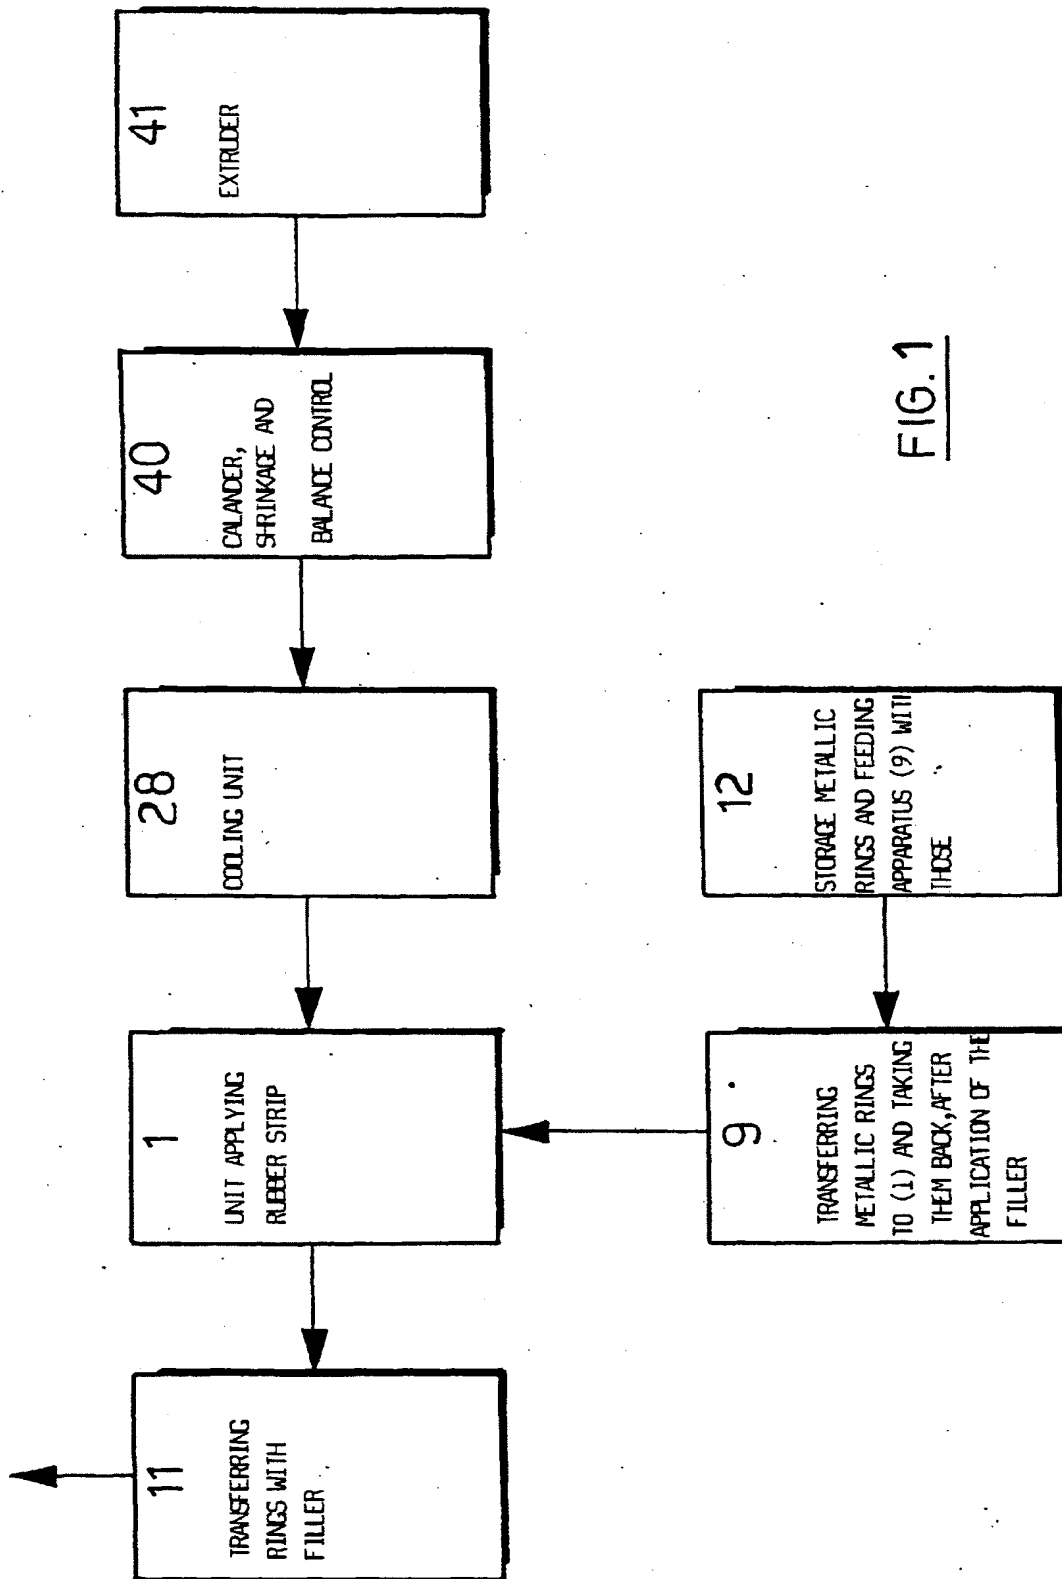 41
EXTRUDER
40
CALANDER,
SHRINKAGE AND
BALANCE CONTROL
28
COOLING UNIT
1
UNIT APPLYING
RUBBER STRIP
11
TRANSFERRING
RINGS WITH
FILLER
12
STORAGE METALLIC
RINGS AND FEEDING
APPARATUS (9) WITH
THOSE
9
TRANSFERRING
METALLIC RINGS
TO (1) AND TAKING
THEM BACK, AFTER
APPLICATION OF THE
FILLER
FIG. 1